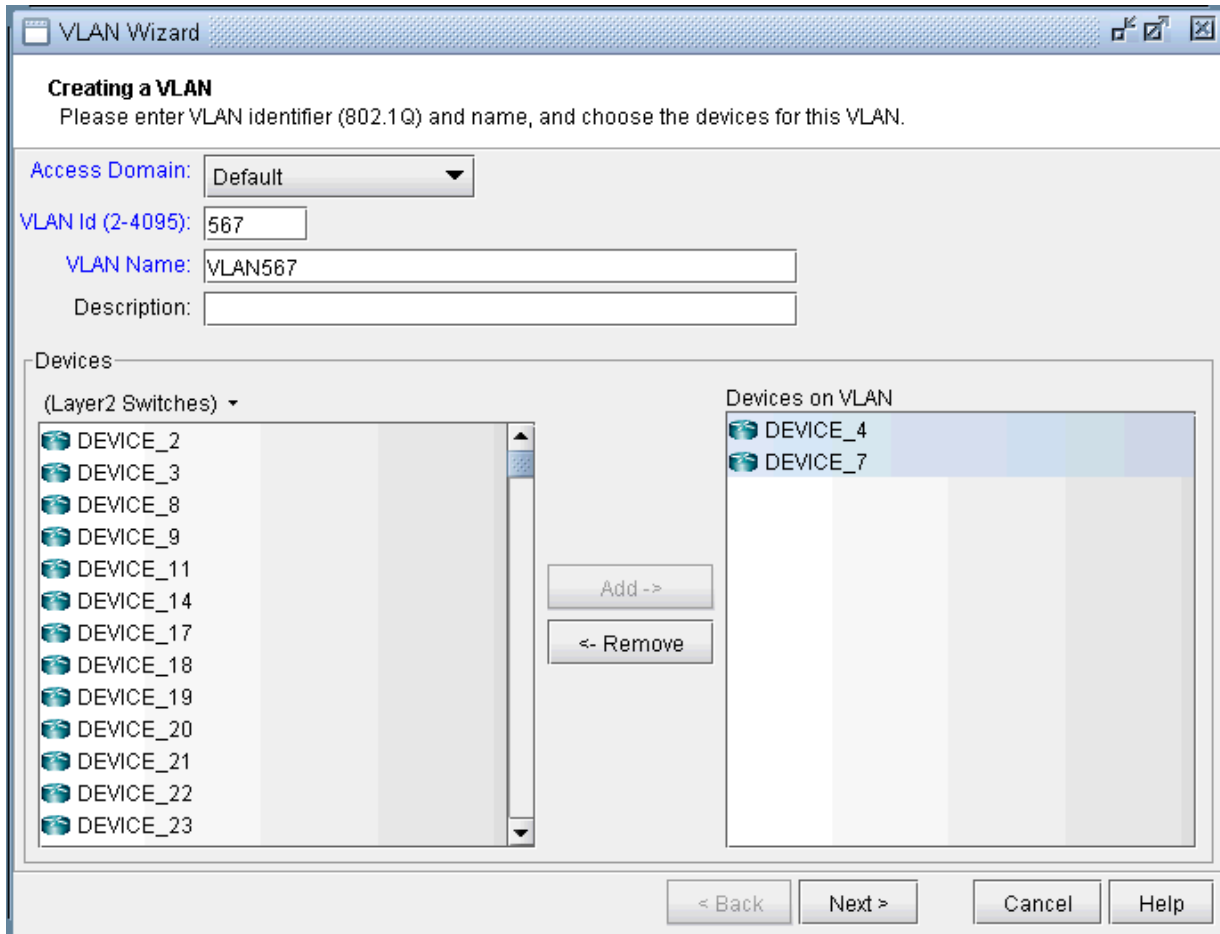 VLAN Wizard
Creating a VLAN
Please enter VLAN identifier (802.1Q) and name, and choose the devices for this VLAN.
Access Domain: Default
VLAN Id (2-4095): 567
VLAN Name: VLAN567
Description:
Devices
(Layer2 Switches)
DEVICE_2
DEVICE_3
DEVICE_8
DEVICE_9
DEVICE_11
DEVICE_14
DEVICE_17
DEVICE_18
DEVICE_19
DEVICE_20
DEVICE_21
DEVICE_22
DEVICE_23
Add ->
<- Remove
Devices on VLAN
DEVICE_4
DEVICE_7
< Back Next > Cancel Help